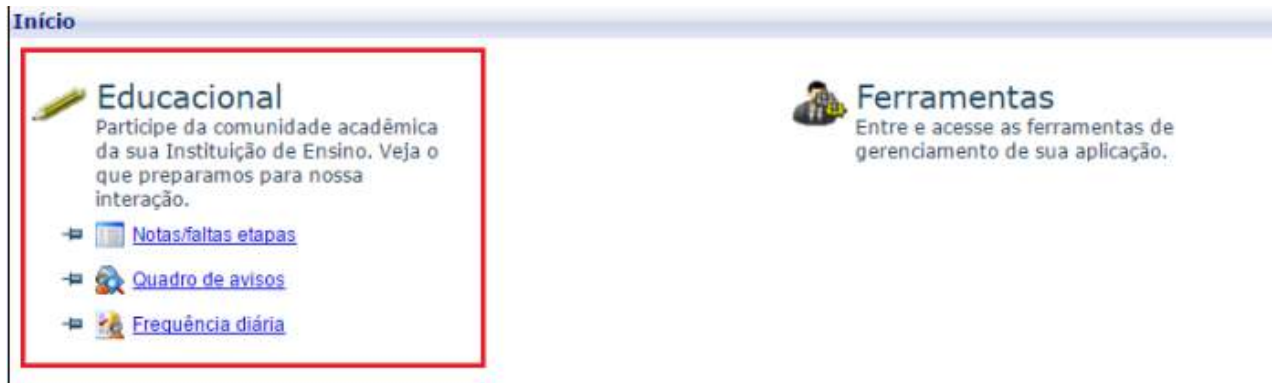 Início
Educacional
Participe da comunidade acadêmica
da sua Instituição de Ensino. Veja o
que preparamos para nossa
interação.
Notas/faltas etapas
Quadro de avisos
Frequência diária
Ferramentas
Entre e acesse as ferramentas de
gerenciamento de sua aplicação.